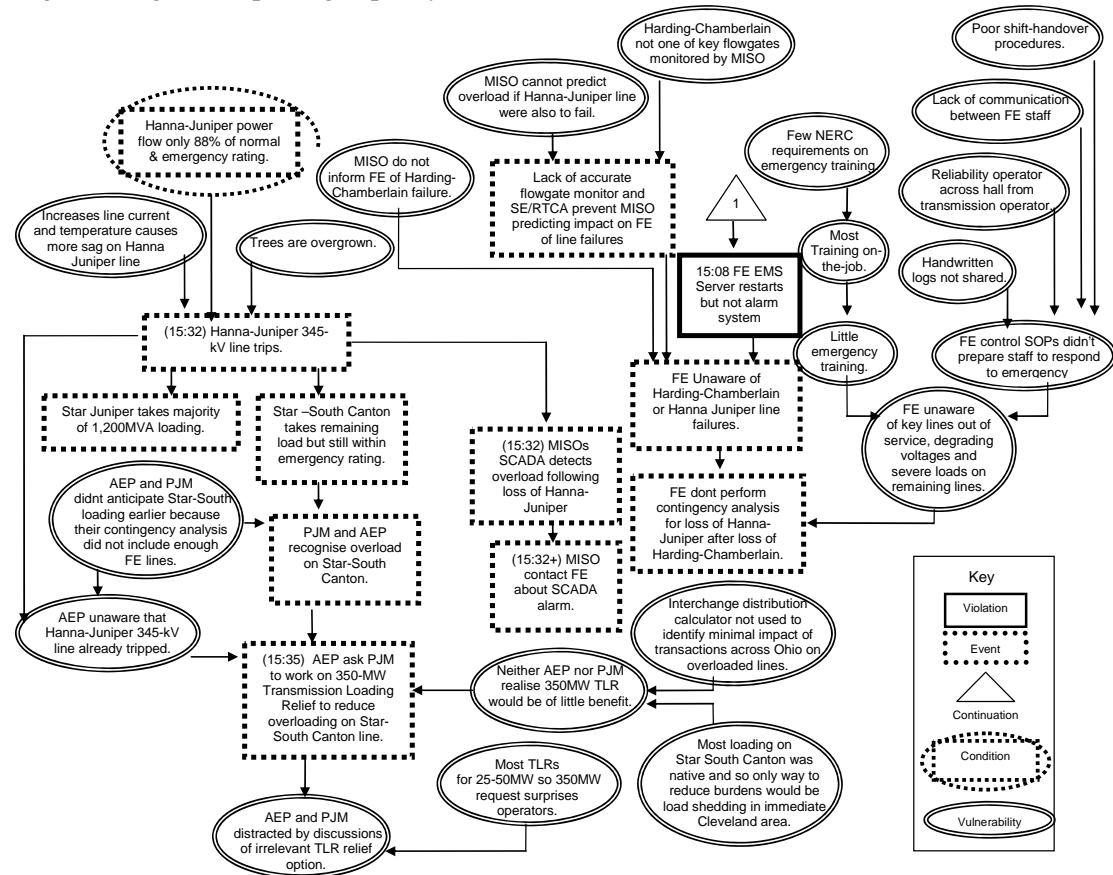 Harding-Chamberlain
not one of key flowgates
monitored by MISO
Poor shift-handover
procedures.
MISO cannot predict
overload if Hanna-Juniper line
were also to fail.
Lack of communication
between FE staff
Hanna-Juniper power
flow only 88% of normal
& emergency rating.
Few NERC
requirements on
emergency training
MISO do not
inform FE of Harding-
Chamberlain failure.
Lack of accurate
flowgate monitor and
SE/RTCA prevent MISO
predicting impact on FE
of line failures
1
Reliability operator
across hall from
transmission operator.
Increases line current
and temperature causes
more sag on Hanna
Juniper line
Trees are overgrown.
Most
Training on-
the-job.
Handwritten
logs not shared.
15:08 FE EMS
Server restarts
but not alarm
system
(15:32) Hanna-Juniper 345-
kV line trips.
Little
emergency
training.
FE control SOPs didn't
prepare staff to respond
to emergency
FE Unaware of
Harding-Chamberlain
or Hanna Juniper line
failures.
Star Juniper takes majority
of 1,200MVA loading.
Star –South Canton
takes remaining
load but still within
emergency rating.
FE unaware
of key lines out of
service, degrading
voltages and
severe loads on
remaining lines.
(15:32) MISOs
SCADA detects
overload following
loss of Hanna-
Juniper
AEP and PJM
didnt anticipate Star-South
loading earlier because
their contingency analysis
did not include enough
FE lines.
FE dont perform
contingency analysis
for loss of Hanna-
Juniper after loss of
Harding-Chamberlain.
PJM and AEP
recognise overload
on Star-South
Canton.
(15:32+) MISO
contact FE
about SCADA
alarm.
AEP unaware that
Hanna-Juniper 345-kV
line already tripped.
Interchange distribution
calculator not used to
identify minimal impact of
transactions across Ohio on
overloaded lines.
(15:35) AEP ask PJM
to work on 350-MW
Transmission Loading
Relief to reduce
overloading on Star-
South Canton line.
Neither AEP nor PJM
realise 350MW TLR
would be of little benefit.
Most loading on
Star South Canton was
native and so only way to
reduce burdens would be
load shedding in immediate
Cleveland area.
Most TLRs
for 25-50MW so 350MW
request surprises
operators.
AEP and PJM
distracted by discussions
of irrelevant TLR relief
option.
Key
Violation
Event
Continuation
Condition
Vulnerability